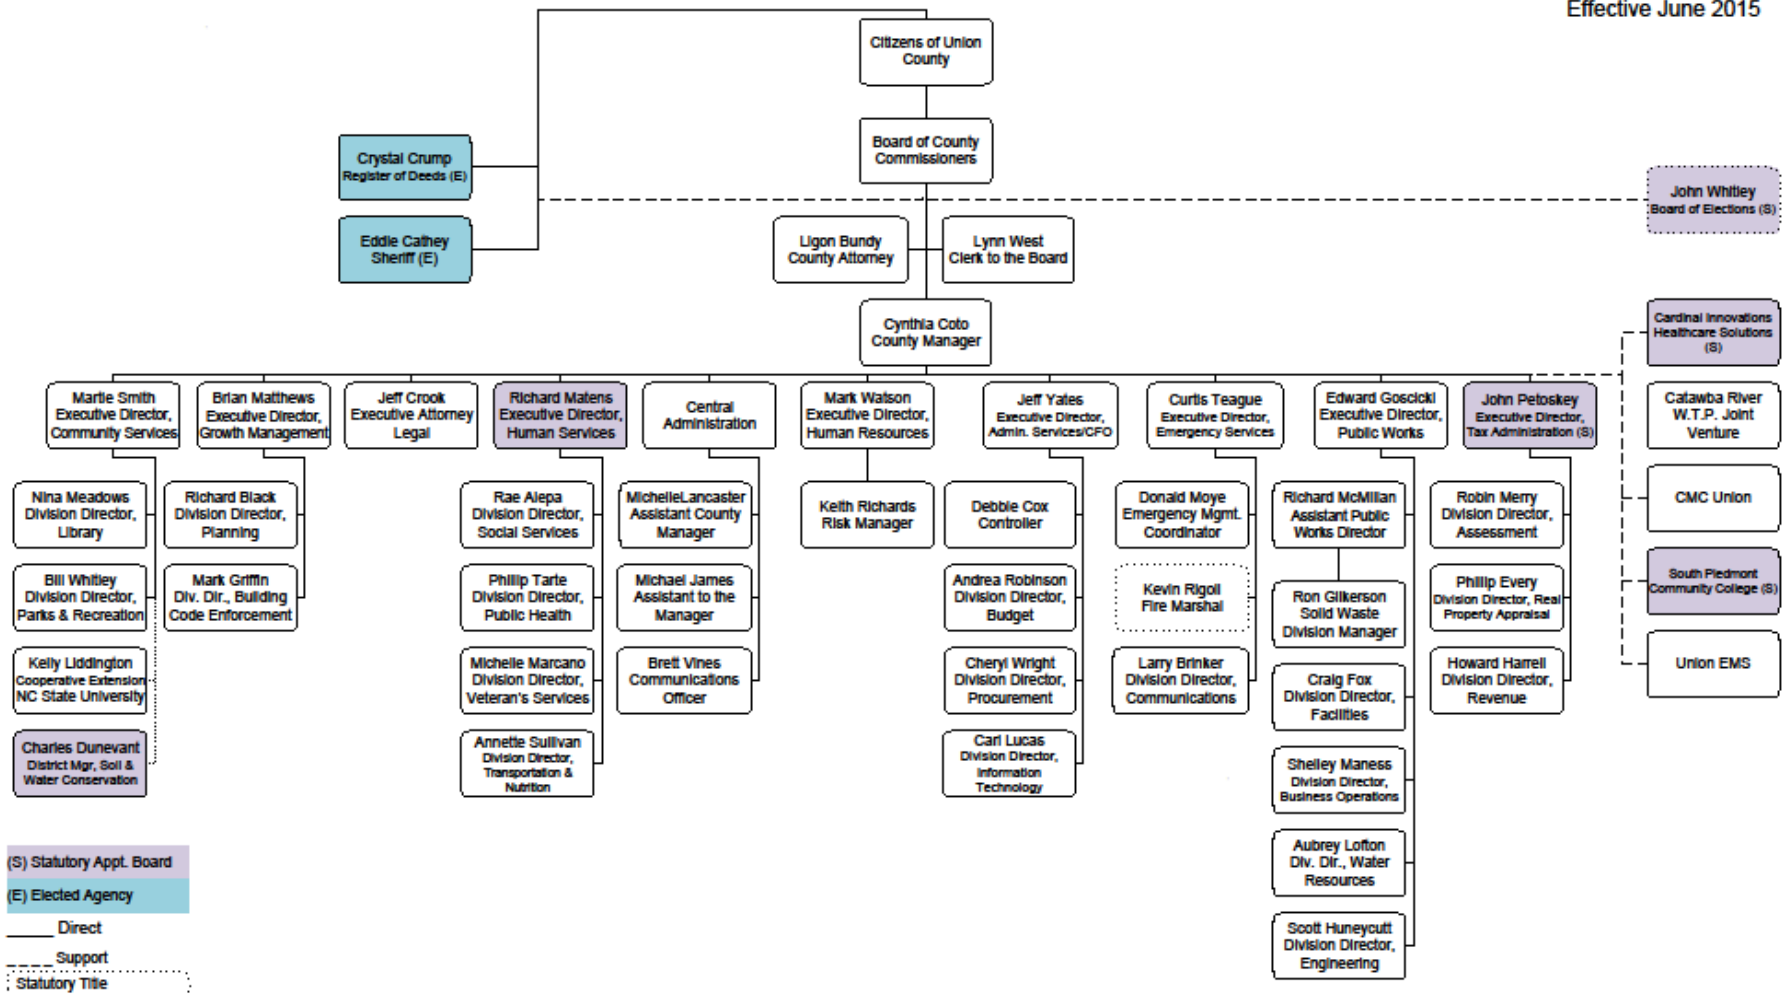 Effective June 2015
Citizens of Union
County
Board of County
Commissioners
Crystal Crump
Register of Deeds (E)
John Whitley
Board of Elections (S)
Eddie Cathey
Sheriff (E)
Ligon Bundy
County Attorney
Lynn West
Clerk to the Board
Cynthia Coto
County Manager
Cardinal Innovations
Healthcare Solutions
(S)
Martie Smith
Executive Director,
Community Services
Brian Matthews
Executive Director,
Growth Management
Jeff Crook
Executive Attorney
Legal
Richard Matens
Executive Director,
Human Services
Central
Administration
Mark Watson
Executive Director,
Human Resources
Jeff Yates
Executive Director,
Admin. Services/CFO
Curtis Teague
Executive Director,
Emergency Services
Edward Goscicki
Executive Director,
Public Works
John Petoskey
Executive Director,
Tax Administration (S)
Catawba River
W.T.P. Joint
Venture
Nina Meadows
Division Director,
Library
Richard Black
Division Director,
Planning
Rae Alepa
Division Director,
Social Services
MichelleLancaster
Assistant County
Manager
Keith Richards
Risk Manager
Debbie Cox
Controller
Donald Moye
Emergency Mgmt.
Coordinator
Richard McMillan
Assistant Public
Works Director
Robin Merry
Division Director,
Assessment
CMC Union
Bill Whitley
Division Director,
Parks & Recreation
Mark Griffin
Div. Dir., Building
Code Enforcement
Phillip Tarte
Division Director,
Public Health
Michael James
Assistant to the
Manager
Andrea Robinson
Division Director,
Budget
Kevin Rigoli
Fire Marshal
Ron Gilkerson
Solid Waste
Division Manager
Phillip Every
Division Director, Real
Property Appraisal
South Piedmont
Community College (S)
Kelly Liddington
Cooperative Extension
NC State University
Michelle Marcano
Division Director,
Veteran's Services
Brett Vines
Communications
Officer
Cheryl Wright
Division Director,
Procurement
Larry Brinker
Division Director,
Communications
Craig Fox
Division Director,
Facilities
Howard Harrell
Division Director,
Revenue
Union EMS
Charles Dunevant
District Mgr, Soil &
Water Conservation
Annette Sullivan
Division Director,
Transportation &
Nutrition
Carl Lucas
Division Director,
Information
Technology
Shelley Maness
Division Director,
Business Operations
Aubrey Lofton
Div. Dir., Water
Resources
Scott Huneycutt
Division Director,
Engineering
(S) Statutory Appt. Board
(E) Elected Agency
Direct
Support
Statutory Title